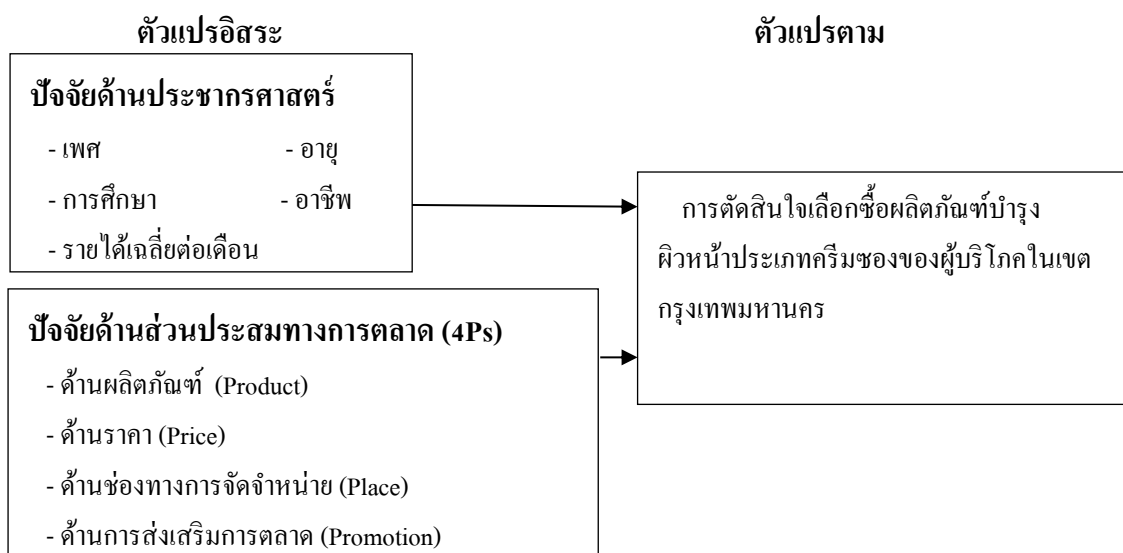 ตัวแปรอิสระ ตัวแปรตาม
ปัจจัยด้านประชากรศาสตร์
- เพศ - อายุ
- การศึกษา - อาชีพ
- รายได้เฉลี่ยต่อเดือน
การตัดสินใจเลือกซื้อผลิตภัณฑ์บำรุง
ผิวหน้าประเภทครีมซองของผู้บริโภคในเขต
กรุงเทพมหานคร
ปัจจัยด้านส่วนประสมทางการตลาด (4Ps)
- ด้านผลิตภัณฑ์ (Product)
- ด้านราคา (Price)
- ด้านช่องทางการจัดจำหน่าย (Place)
- ด้านการส่งเสริมการตลาด (Promotion)